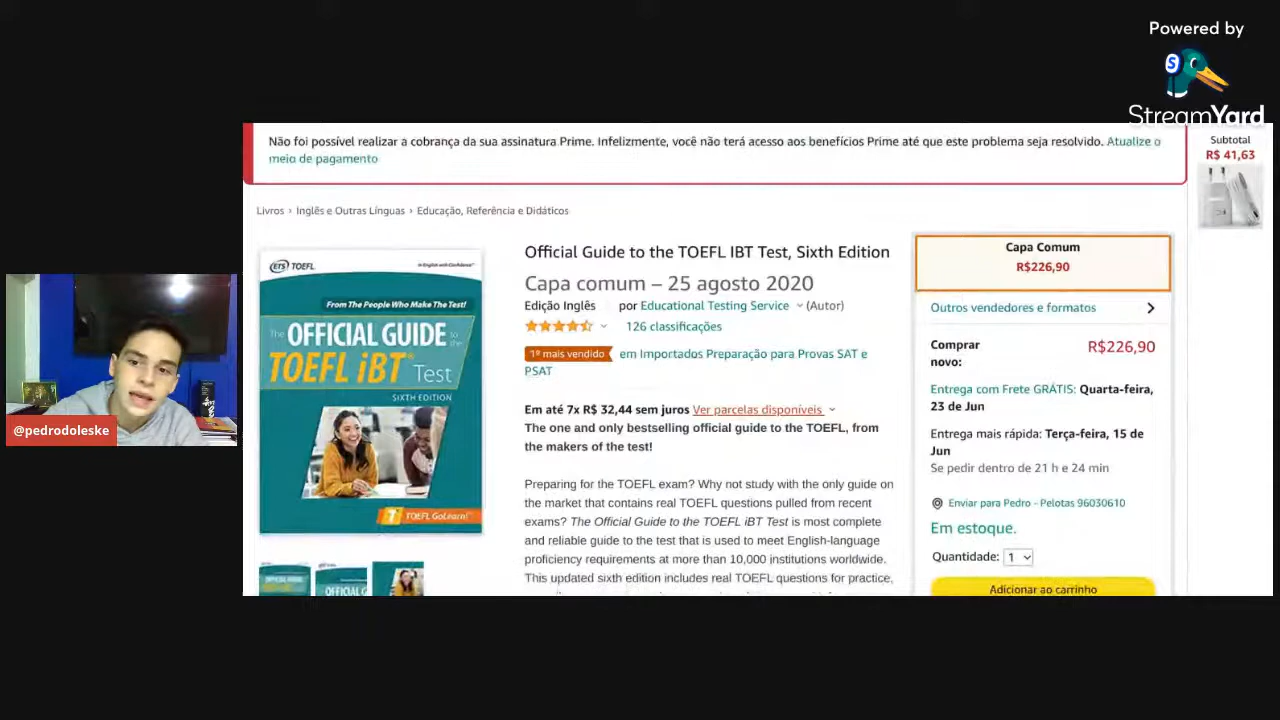 Powered by
StreamYard
Não foi possível realizar a cobrança da sua assinatura Prime. Infelizmente, você não terá acesso aos benefícios Prime até que este problema seja resolvido. Atualize o
meio de pagamento
Subtotal
R$ 41,63
Livros › Inglês e Outras Línguas › Educação, Referência e Didáticos
ETS TOEFL
In English with Confidence
From The People Who Make The Test!
The OFFICIAL GUIDE to the
TOEFL iBT® Test
SIXTH EDITION
TOEFL GoLearn!
Official Guide to the TOEFL IBT Test, Sixth Edition
Capa comum – 25 agosto 2020
Edição Inglês por Educational Testing Service (Autor)
126 classificações
1º mais vendido em Importados Preparação para Provas SAT e
PSAT
Em até 7x R$ 32,44 sem juros Ver parcelas disponíveis
The one and only bestselling official guide to the TOEFL, from
the makers of the test!
Preparing for the TOEFL exam? Why not study with the only guide on
the market that contains real TOEFL questions pulled from recent
exams? The Official Guide to the TOEFL iBT Test is most complete
and reliable guide to the test that is used to meet English-language
proficiency requirements at more than 10,000 institutions worldwide.
This updated sixth edition includes real TOEFL questions for practice,
Capa Comum
R$226,90
Outros vendedores e formatos
Comprar
novo:
R$226,90
Entrega com Frete GRÁTIS: Quarta-feira,
23 de Jun
Entrega mais rápida: Terça-feira, 15 de
Jun
Se pedir dentro de 21 h e 24 min
Enviar para Pedro - Pelotas 96030610
Em estoque.
Quantidade: 1
Adicionar ao carrinho
@pedrodoleske